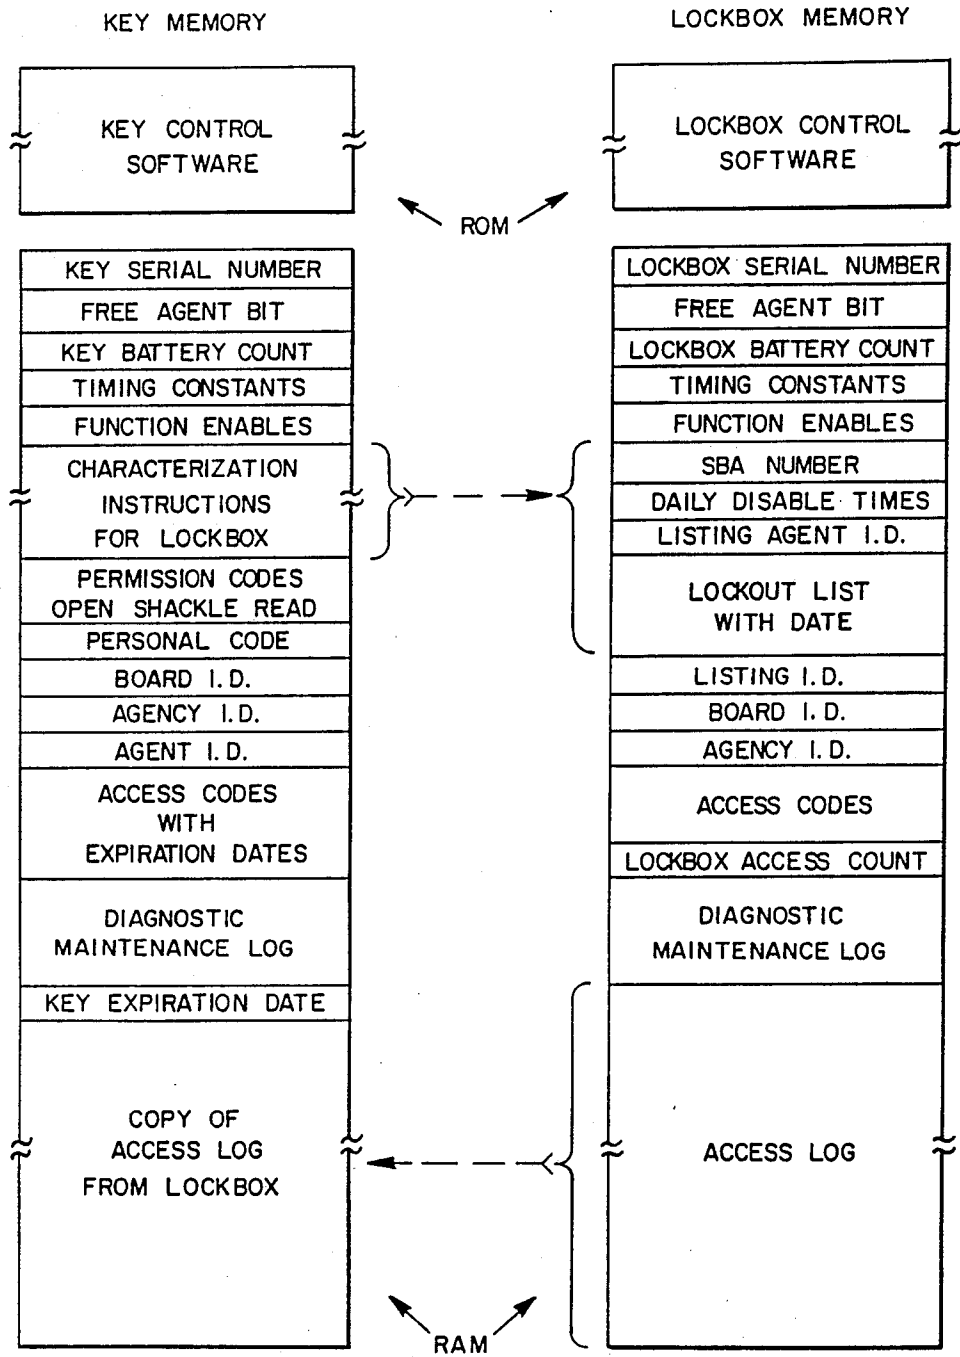 KEY MEMORY
KEY CONTROL
SOFTWARE
KEY SERIAL NUMBER
FREE AGENT BIT
KEY BATTERY COUNT
TIMING CONSTANTS
FUNCTION ENABLES
CHARACTERIZATION
INSTRUCTIONS
FOR LOCKBOX
PERMISSION CODES
OPEN SHACKLE READ
PERSONAL CODE
BOARD I.D.
AGENCY I.D.
AGENT I.D.
ACCESS CODES
WITH
EXPIRATION DATES
DIAGNOSTIC
MAINTENANCE LOG
KEY EXPIRATION DATE
COPY OF
ACCESS LOG
FROM LOCKBOX
ROM
RAM
LOCKBOX MEMORY
LOCKBOX CONTROL
SOFTWARE
LOCKBOX SERIAL NUMBER
FREE AGENT BIT
LOCKBOX BATTERY COUNT
TIMING CONSTANTS
FUNCTION ENABLES
SBA NUMBER
DAILY DISABLE TIMES
LISTING AGENT I.D.
LOCKOUT LIST
WITH DATE
LISTING I.D.
BOARD I.D.
AGENCY I.D.
ACCESS CODES
LOCKBOX ACCESS COUNT
DIAGNOSTIC
MAINTENANCE LOG
ACCESS LOG